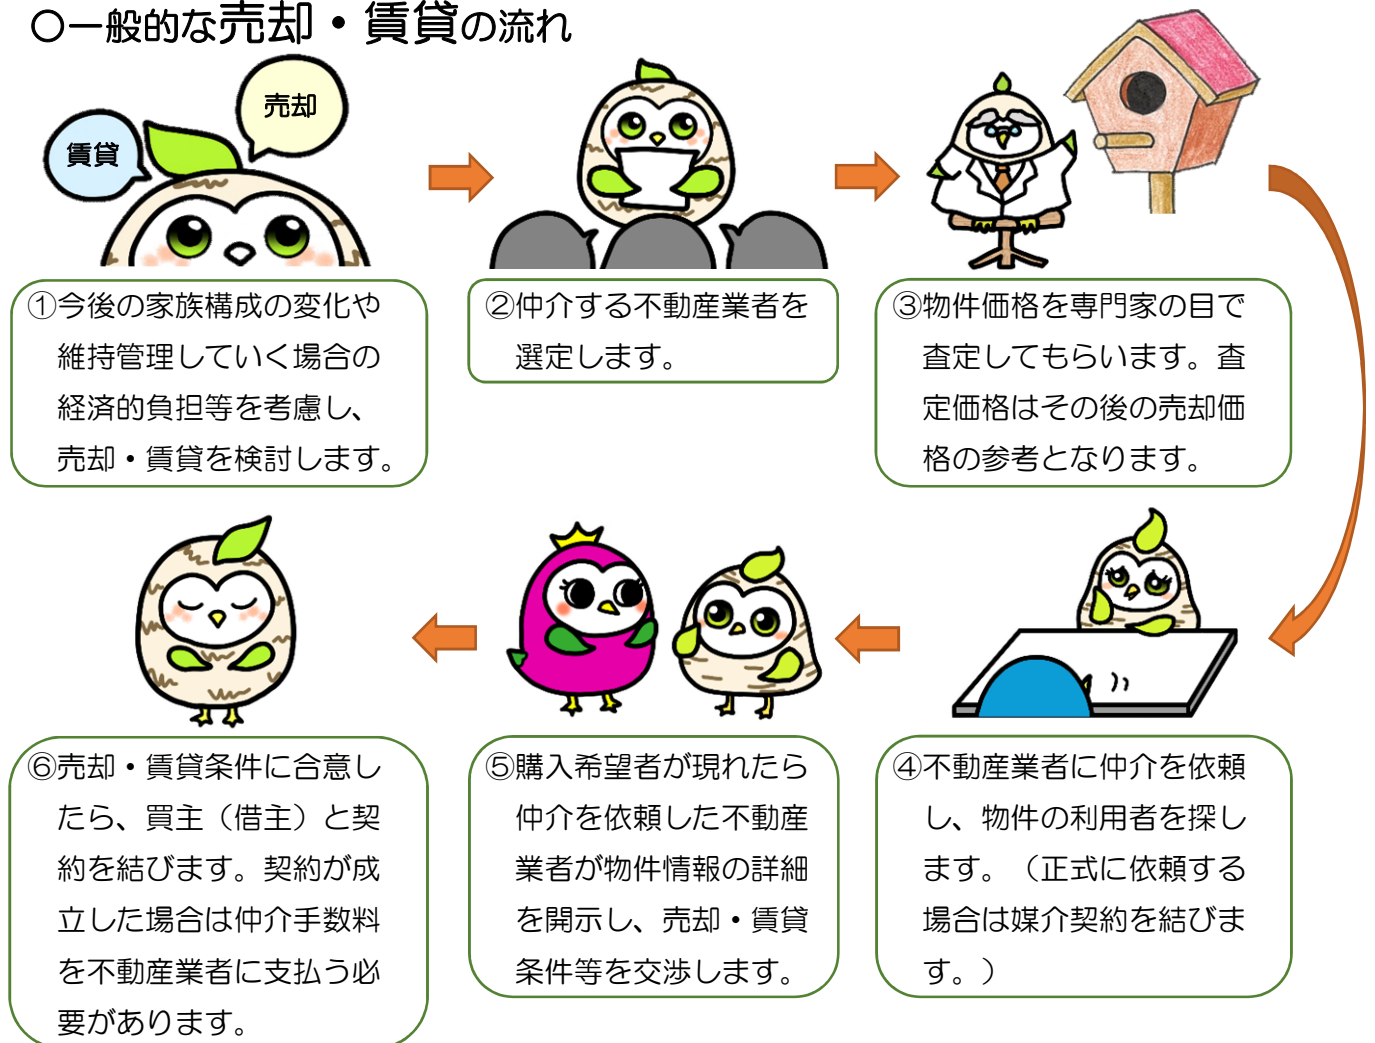 〇一般的な売却・賃貸の流れ
売却
賃貸
①今後の家族構成の変化や
維持管理していく場合の
経済的負担等を考慮し、
売却・賃貸を検討します。
②仲介する不動産業者を
選定します。
③物件価格を専門家の目で
査定してもらいます。査
定価格はその後の売却価
格の参考となります。
④不動産業者に仲介を依頼
し、物件の利用者を探し
ます。（正式に依頼する
場合は媒介契約を結びま
す。）
⑤購入希望者が現れたら
仲介を依頼した不動産
業者が物件情報の詳細
を開示し、売却・賃貸
条件等を交渉します。
⑥売却・賃貸条件に合意し
たら、買主（借主）と契
約を結びます。契約が成
立した場合は仲介手数料
を不動産業者に支払う必
要があります。